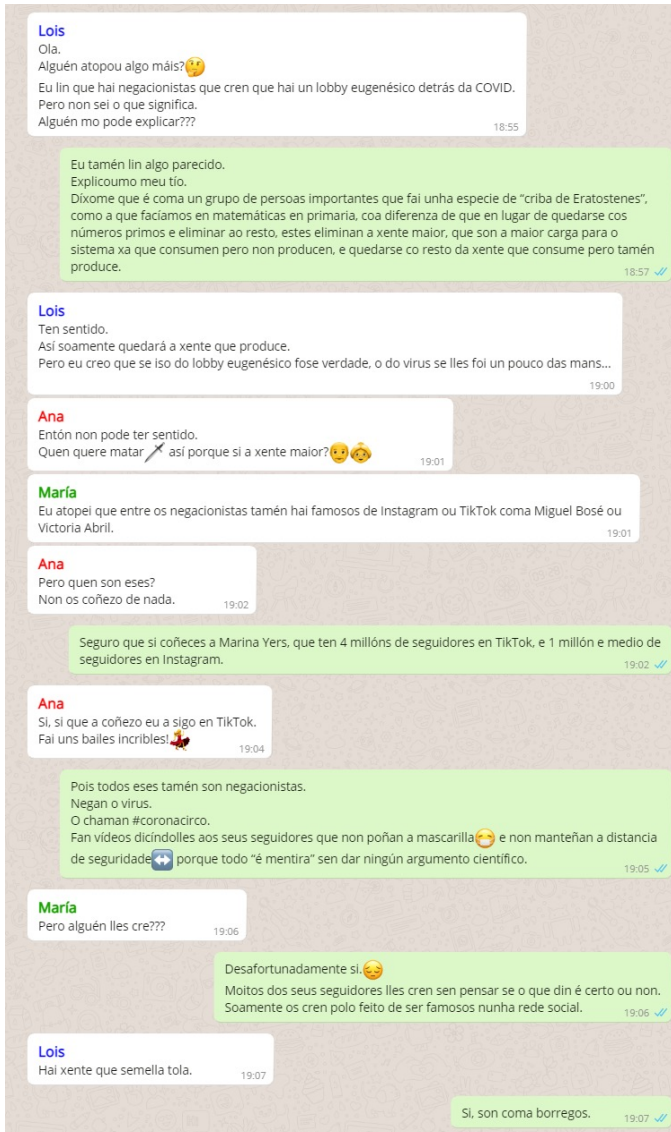 Lois
Ola.
Alguén atopou algo máis?🤔
Eu lin que hai negacionistas que cren que hai un lobby eugenésico detrás da COVID.
Pero non sei o que significa.
Alguén mo pode explicar???
18:55
Eu tamén lin algo parecido.
Explicoumo meu tío.
Díxome que é coma un grupo de persoas importantes que fai unha especie de “criba de Eratostenes”,
como a que facíamos en matemáticas en primaria, coa diferenza de que en lugar de quedarse cos
números primos e eliminar ao resto, estes eliminan a xente maior, que son a maior carga para o
sistema xa que consumen pero non producen, e quedarse co resto da xente que consume pero tamén
produce.
18:57
Lois
Ten sentido.
Así soamente quedará a xente que produce.
Pero eu creo que se iso do lobby eugenésico fose verdade, o do virus se lles foi un pouco das mans...
19:00
Ana
Entón non pode ter sentido.
Quen quere matar🗡️ así porque si a xente maior?👴👵
19:01
María
Eu atopei que entre os negacionistas tamén hai famosos de Instagram ou TikTok coma Miguel Bosé ou
Victoria Abril.
19:01
Ana
Pero quen son eses?
Non os coñezo de nada.
19:02
Seguro que si coñeces a Marina Yers, que ten 4 millóns de seguidores en TikTok, e 1 millón e medio de
seguidores en Instagram.
19:02
Ana
Si, si que a coñezo eu a sigo en TikTok.
Fai uns bailes incribles!💃
19:04
Pois todos eses tamén son negacionistas.
Negan o virus.
O chaman #coronacirco.
Fan vídeos dicíndolles aos seus seguidores que non poñan a mascarilla😷 e non manteñan a distancia
de seguridade↔️ porque todo “é mentira” sen dar ningún argumento científico.
19:05
María
Pero alguén lles cre???
19:06
Desafortunadamente si.😔
Moitos dos seus seguidores lles cren sen pensar se o que din é certo ou non.
Soamente os cren polo feito de ser famosos nunha rede social.
19:06
Lois
Hai xente que semella tola.
19:07
Si, son coma borregos.
19:07